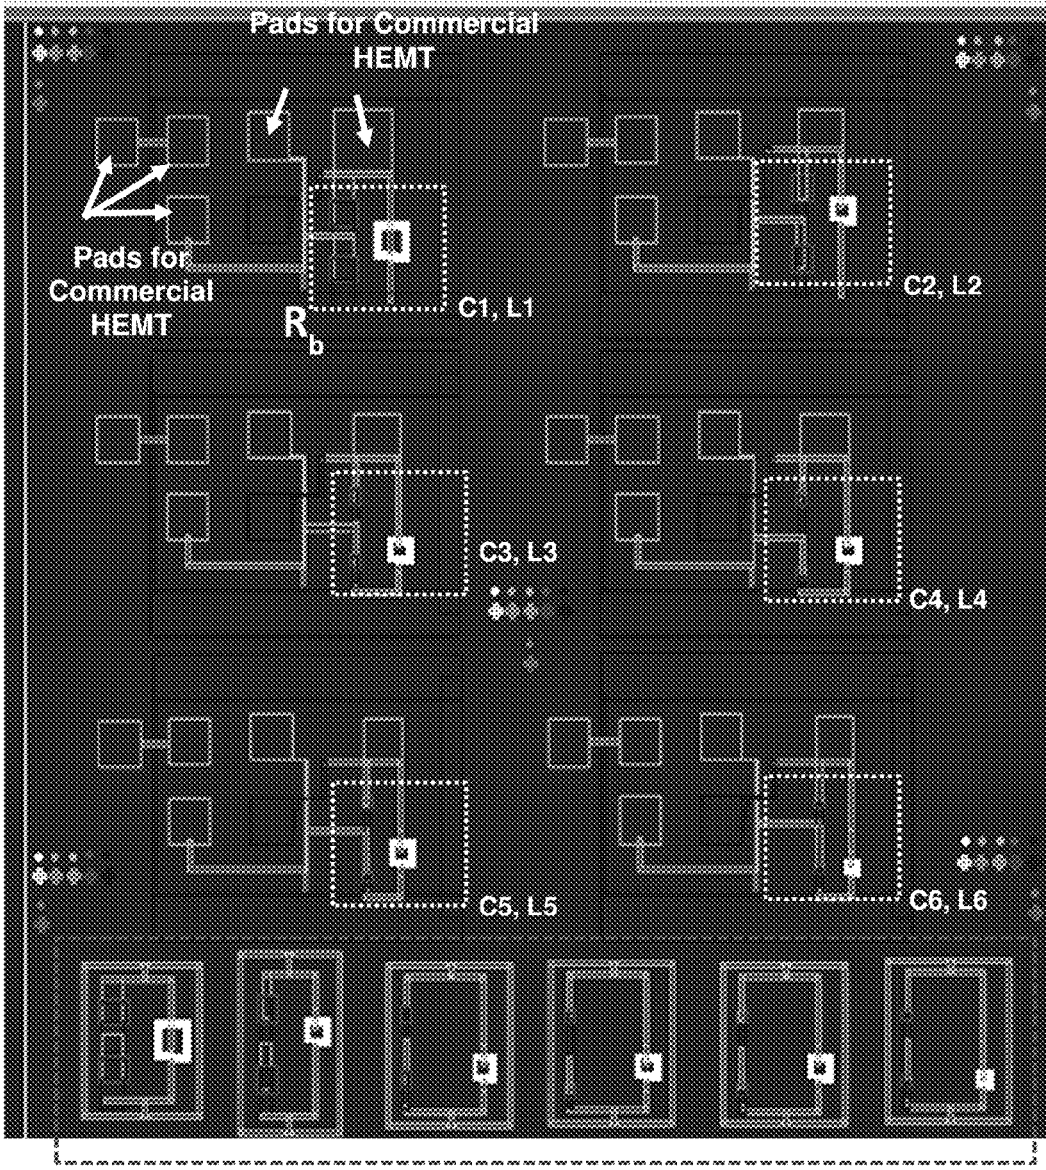 Pads for Commercial
HEMT
Pads for
Commercial
HEMT
R_b
C1, L1
C2, L2
C3, L3
C4, L4
C5, L5
C6, L6